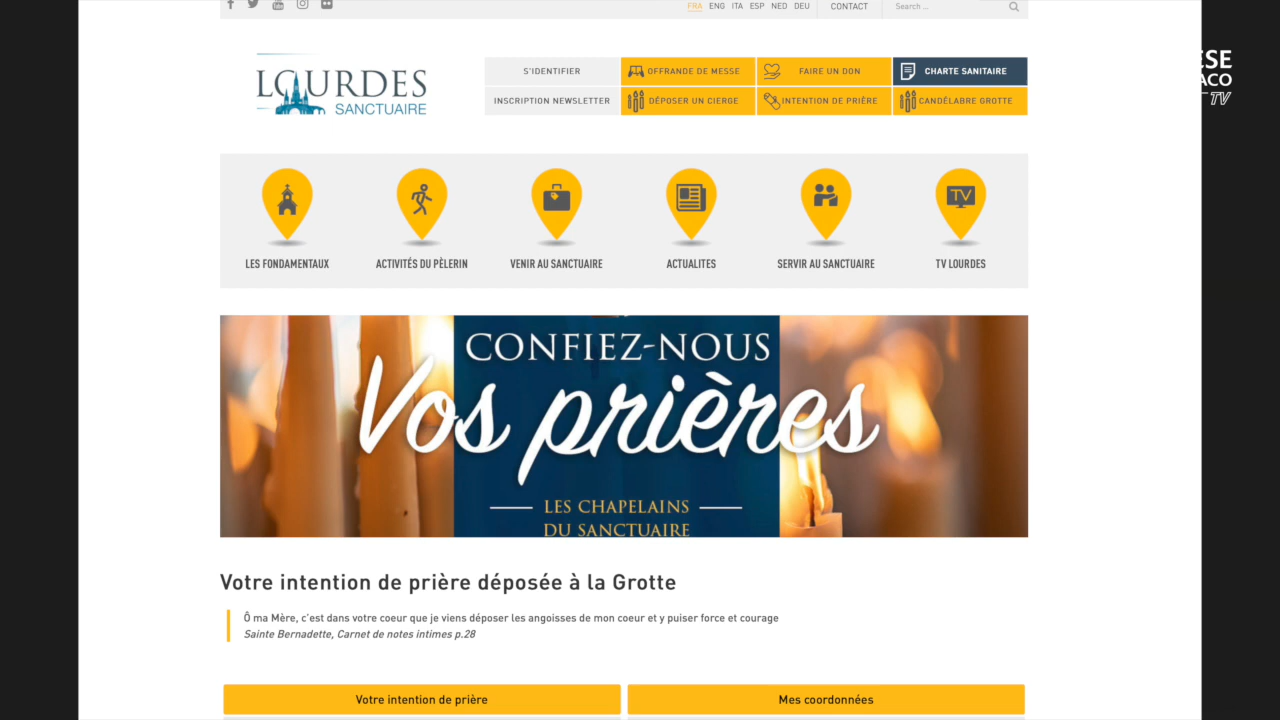 FRA ENG ITA ESP NED DEU CONTACT Search ...
LOURDES
SANCTUAIRE
S'IDENTIFIER OFFRANDE DE MESSE FAIRE UN DON CHARTE SANITAIRE
INSCRIPTION NEWSLETTER DÉPOSER UN CIERGE INTENTION DE PRIÈRE CANDÉLABRE GROTTE
ESE
ACO
TV
TV
LES FONDAMENTAUX ACTIVITÉS DU PÈLERIN VENIR AU SANCTUAIRE ACTUALITES SERVIR AU SANCTUAIRE TV LOURDES
CONFIEZ-NOUS
Vos prières
LES CHAPELAINS
DU SANCTUAIRE
Votre intention de prière déposée à la Grotte
Ô ma Mère, c'est dans votre coeur que je viens déposer les angoisses de mon coeur et y puiser force et courage
Sainte Bernadette, Carnet de notes intimes p.28
Votre intention de prière Mes coordonnées